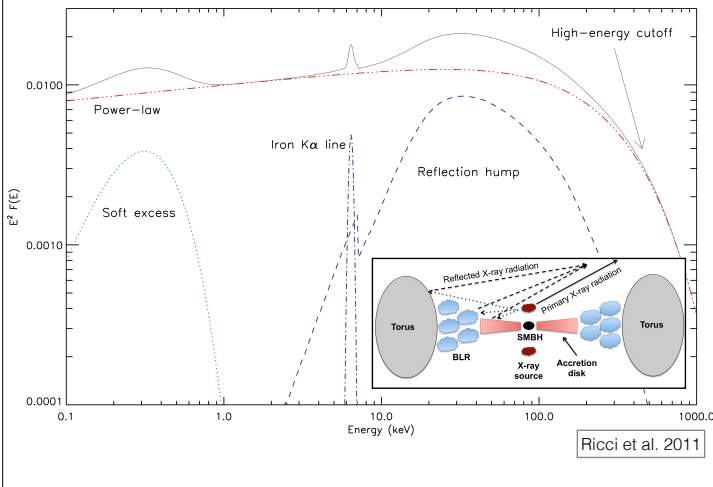 High-energy cutoff
0.0100
Power-law
Iron Kα line
Reflection hump
Soft excess
E² F(E)
0.0010
Reflected X-ray radiation
Primary X-ray radiation
Torus
Torus
SMBH
BLR
X-ray
source
Accretion
disk
0.0001
0.1
1.0
10.0
100.0
1000.0
Energy (keV)
Ricci et al. 2011